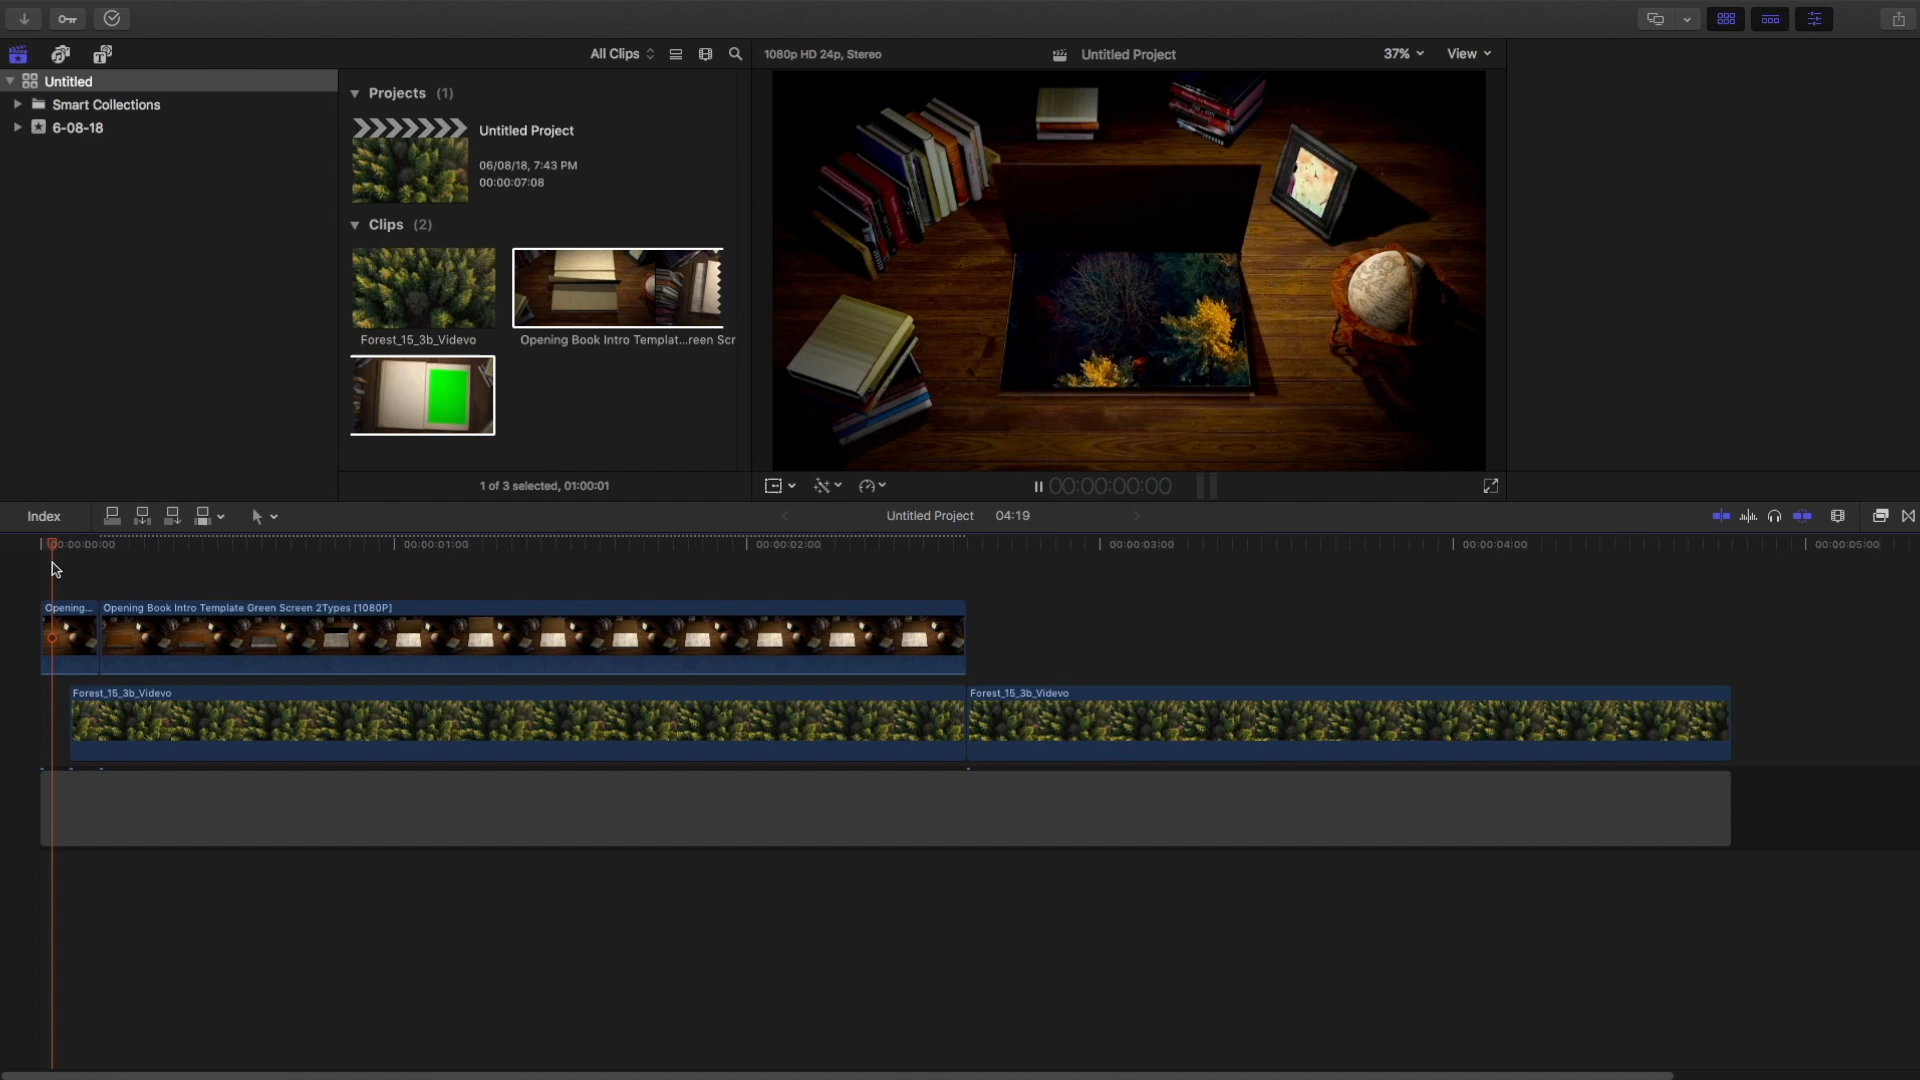 All Clips
1080p HD 24p, Stereo
Untitled Project
37%
View
Untitled
Smart Collections
6-08-18
Projects (1)
Untitled Project
06/08/18, 7:43 PM
00:00:07:08
Clips (2)
Forest_15_3b_Videvo
Opening Book Intro Templat...reen Scr
1 of 3 selected, 01:00:01
00:00:00:00
Index
Untitled Project
04:19
00:00:00:00
00:00:01:00
00:00:02:00
00:00:03:00
00:00:04:00
00:00:05:00
Opening...
Opening Book Intro Template Green Screen 2Types [1080P]
Forest_15_3b_Videvo
Forest_15_3b_Videvo